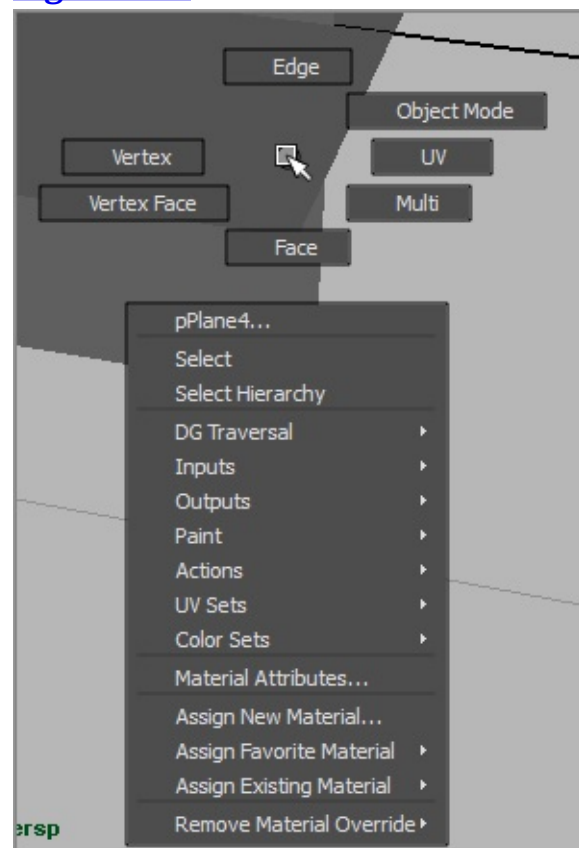 Edge
Object Mode
Vertex
UV
Vertex Face
Multi
Face
pPlane4...
Select
Select Hierarchy
DG Traversal
Inputs
Outputs
Paint
Actions
UV Sets
Color Sets
Material Attributes...
Assign New Material...
Assign Favorite Material
Assign Existing Material
Remove Material Override
ersp